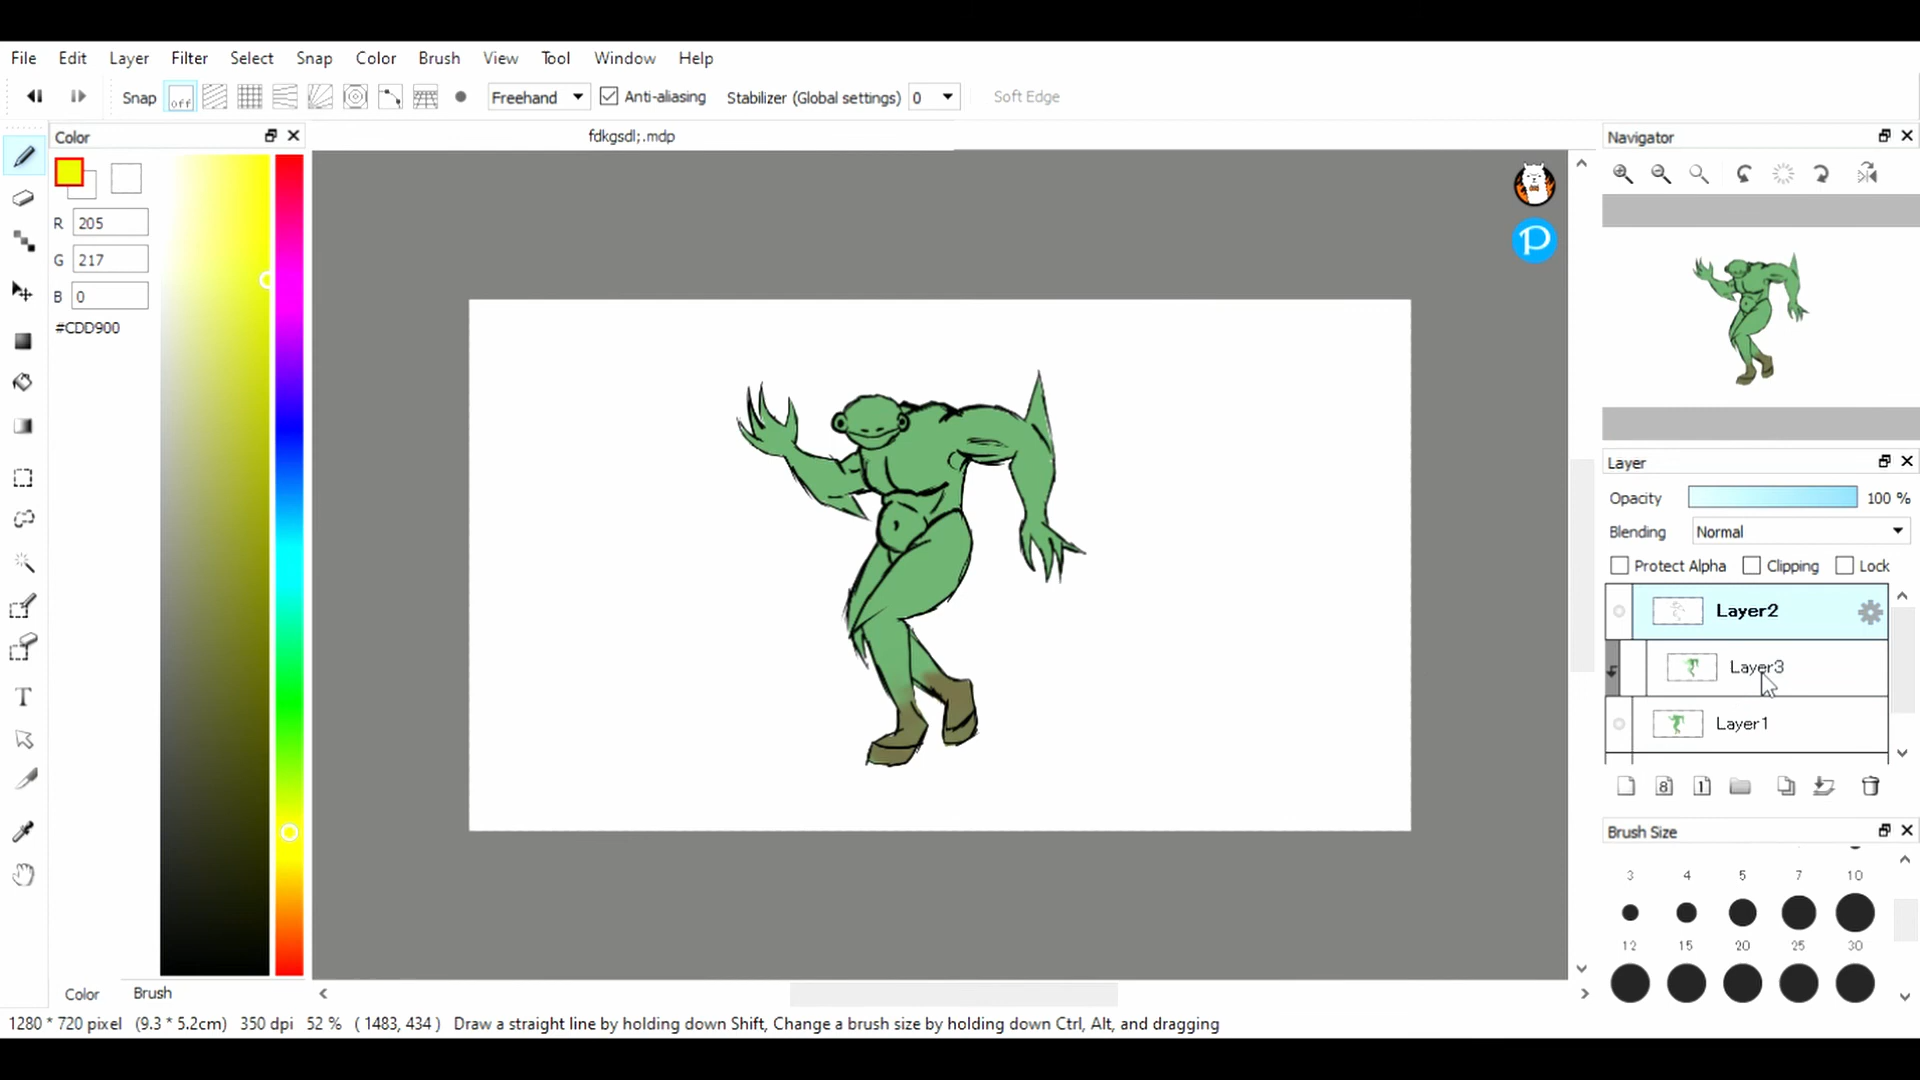 File Edit Layer Filter Select Snap Color Brush View Tool Window Help
Snap off Freehand Anti-aliasing Stabilizer (Global settings) 0 Soft Edge
Color
fdkgsdl;.mdp
Navigator
R 205
G 217
B 0
#CDD900
P
Layer
Opacity 100 %
Blending Normal
Protect Alpha Clipping Lock
Layer2
Layer3
Layer1
8 1
Brush Size
3 4 5 7 10
12 15 20 25 30
T
Color Brush
1280 * 720 pixel (9.3 * 5.2cm) 350 dpi 52 % ( 1483, 434 ) Draw a straight line by holding down Shift, Change a brush size by holding down Ctrl, Alt, and dragging